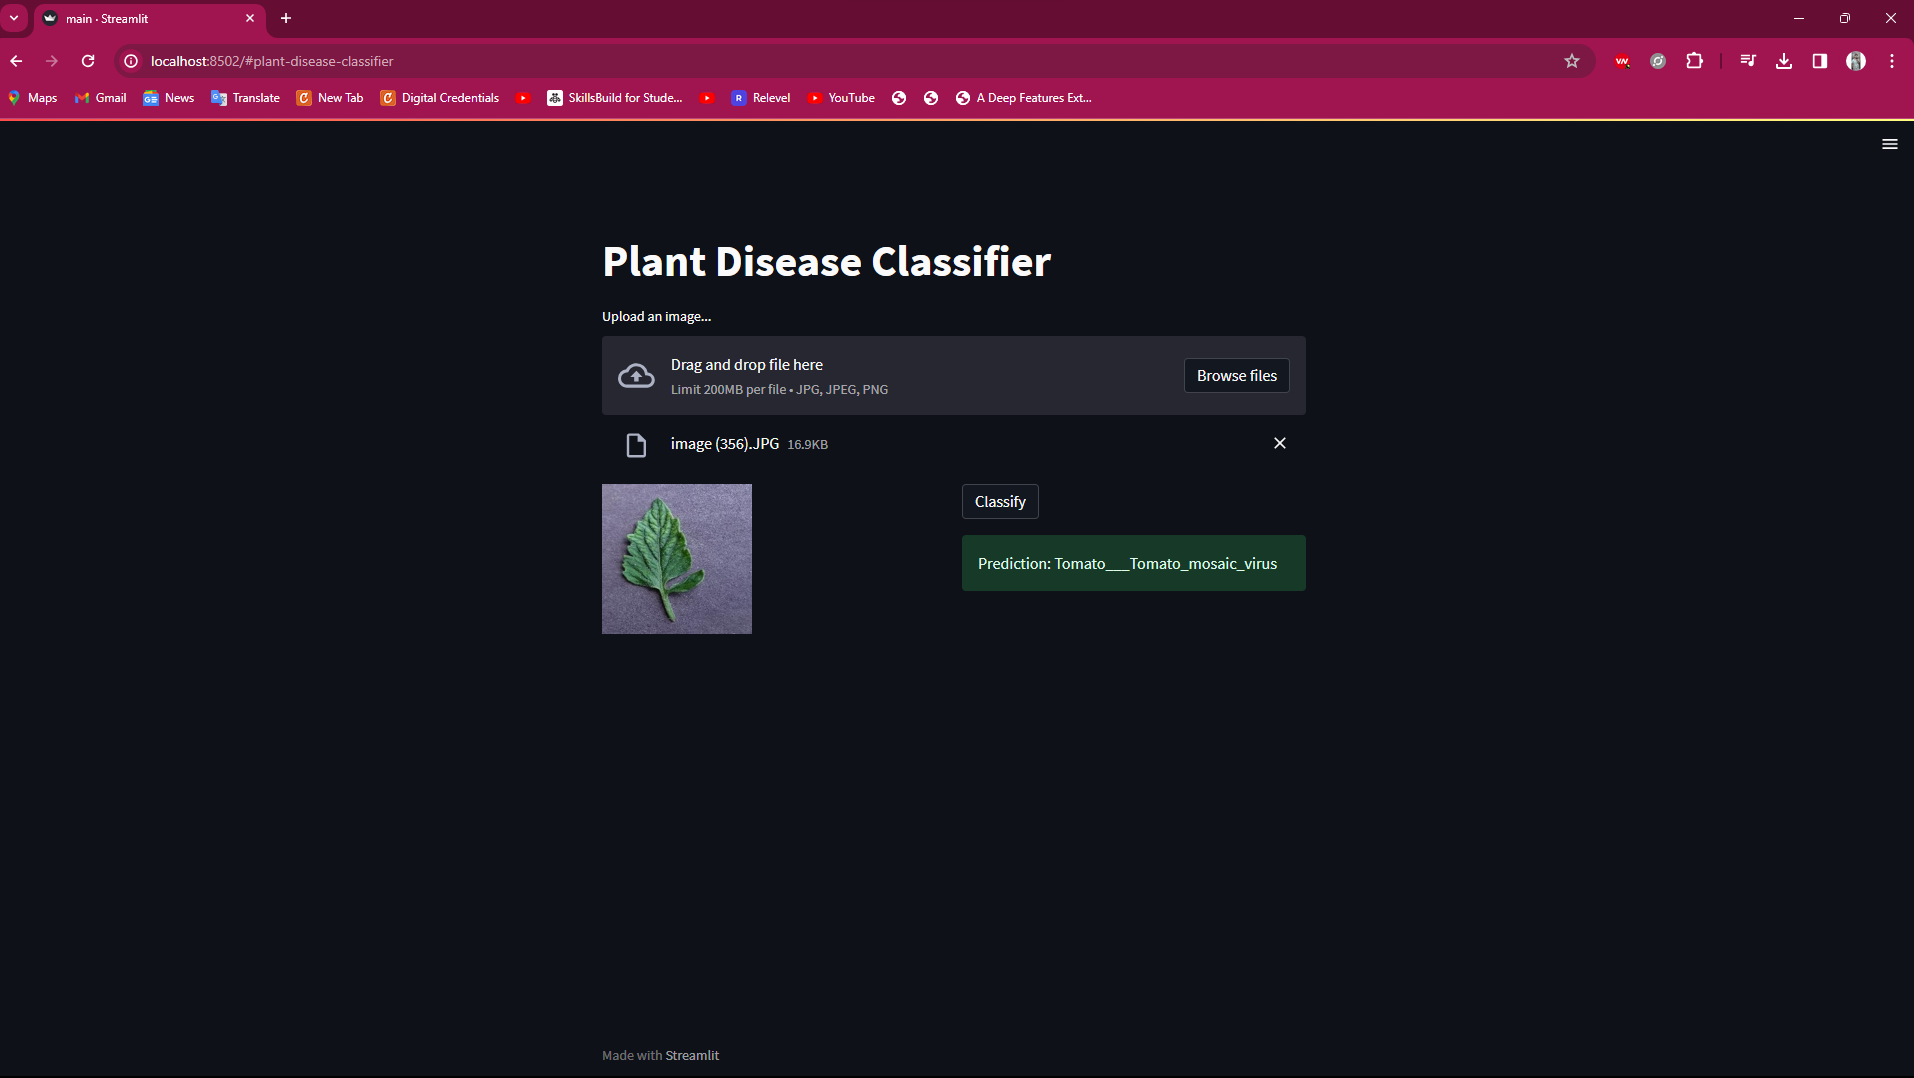 main · Streamlit
localhost:8502/#plant-disease-classifier
Maps Gmail News Translate New Tab Digital Credentials SkillsBuild for Stude... Relevel YouTube A Deep Features Ext...
Plant Disease Classifier
Upload an image...
Drag and drop file here
Limit 200MB per file • JPG, JPEG, PNG
Browse files
image (356).JPG 16.9KB
Classify
Prediction: Tomato___Tomato_mosaic_virus
Made with Streamlit